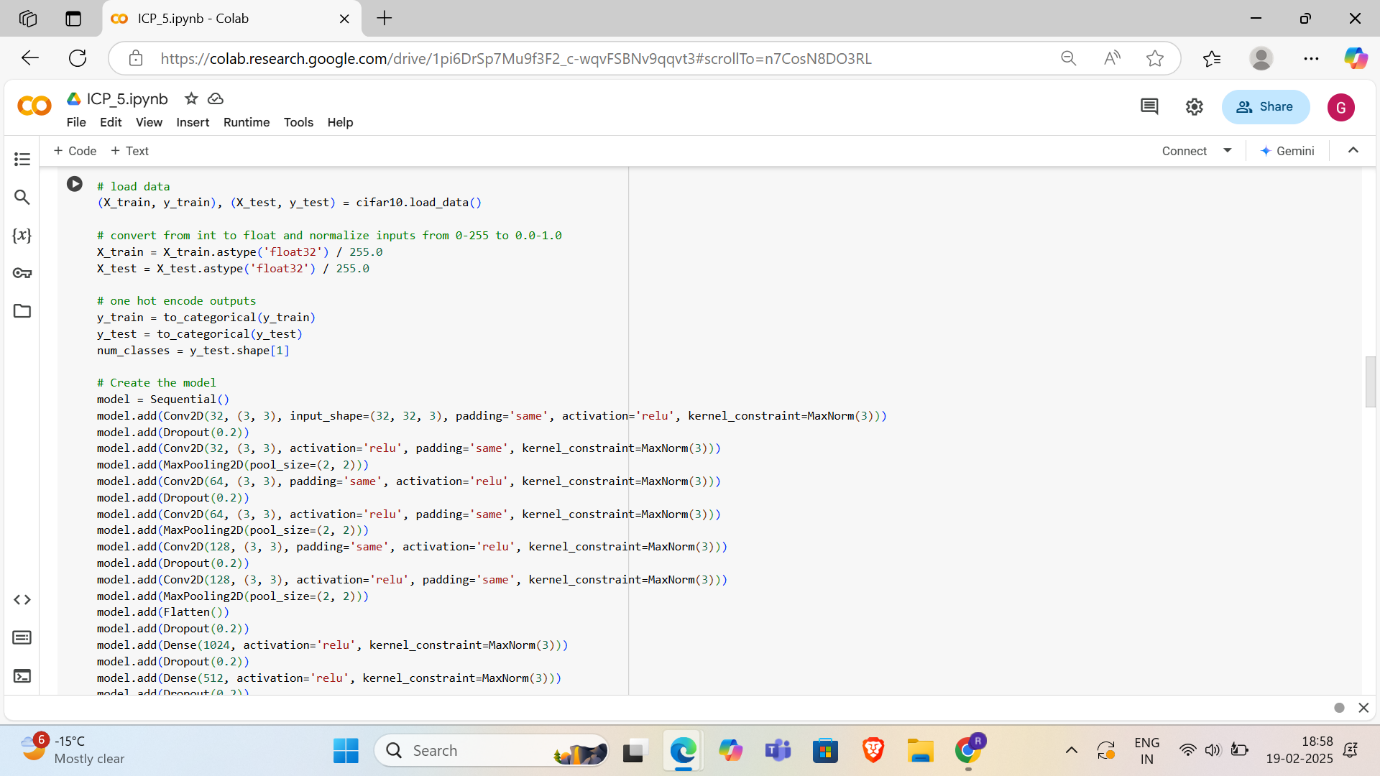 ICP_5.ipynb - Colab
https://colab.research.google.com/drive/1pi6DrSp7Mu9f3F2_c-wqvFSBNv9qqvt3#scrollTo=n7CosN8DO3RL
ICP_5.ipynb
File Edit View Insert Runtime Tools Help
Share
G
+ Code + Text
Connect
Gemini
# load data
(X_train, y_train), (X_test, y_test) = cifar10.load_data()
# convert from int to float and normalize inputs from 0-255 to 0.0-1.0
X_train = X_train.astype('float32') / 255.0
X_test = X_test.astype('float32') / 255.0
# one hot encode outputs
y_train = to_categorical(y_train)
y_test = to_categorical(y_test)
num_classes = y_test.shape[1]
# Create the model
model = Sequential()
model.add(Conv2D(32, (3, 3), input_shape=(32, 32, 3), padding='same', activation='relu', kernel_constraint=MaxNorm(3)))
model.add(Dropout(0.2))
model.add(Conv2D(32, (3, 3), activation='relu', padding='same', kernel_constraint=MaxNorm(3)))
model.add(MaxPooling2D(pool_size=(2, 2)))
model.add(Conv2D(64, (3, 3), padding='same', activation='relu', kernel_constraint=MaxNorm(3)))
model.add(Dropout(0.2))
model.add(Conv2D(64, (3, 3), activation='relu', padding='same', kernel_constraint=MaxNorm(3)))
model.add(MaxPooling2D(pool_size=(2, 2)))
model.add(Conv2D(128, (3, 3), padding='same', activation='relu', kernel_constraint=MaxNorm(3)))
model.add(Dropout(0.2))
model.add(Conv2D(128, (3, 3), activation='relu', padding='same', kernel_constraint=MaxNorm(3)))
model.add(MaxPooling2D(pool_size=(2, 2)))
model.add(Flatten())
model.add(Dropout(0.2))
model.add(Dense(1024, activation='relu', kernel_constraint=MaxNorm(3)))
model.add(Dropout(0.2))
model.add(Dense(512, activation='relu', kernel_constraint=MaxNorm(3)))
model.add(Dropout(0.2))
6
-15°C
Mostly clear
Search
R
ENG
IN
18:58
19-02-2025